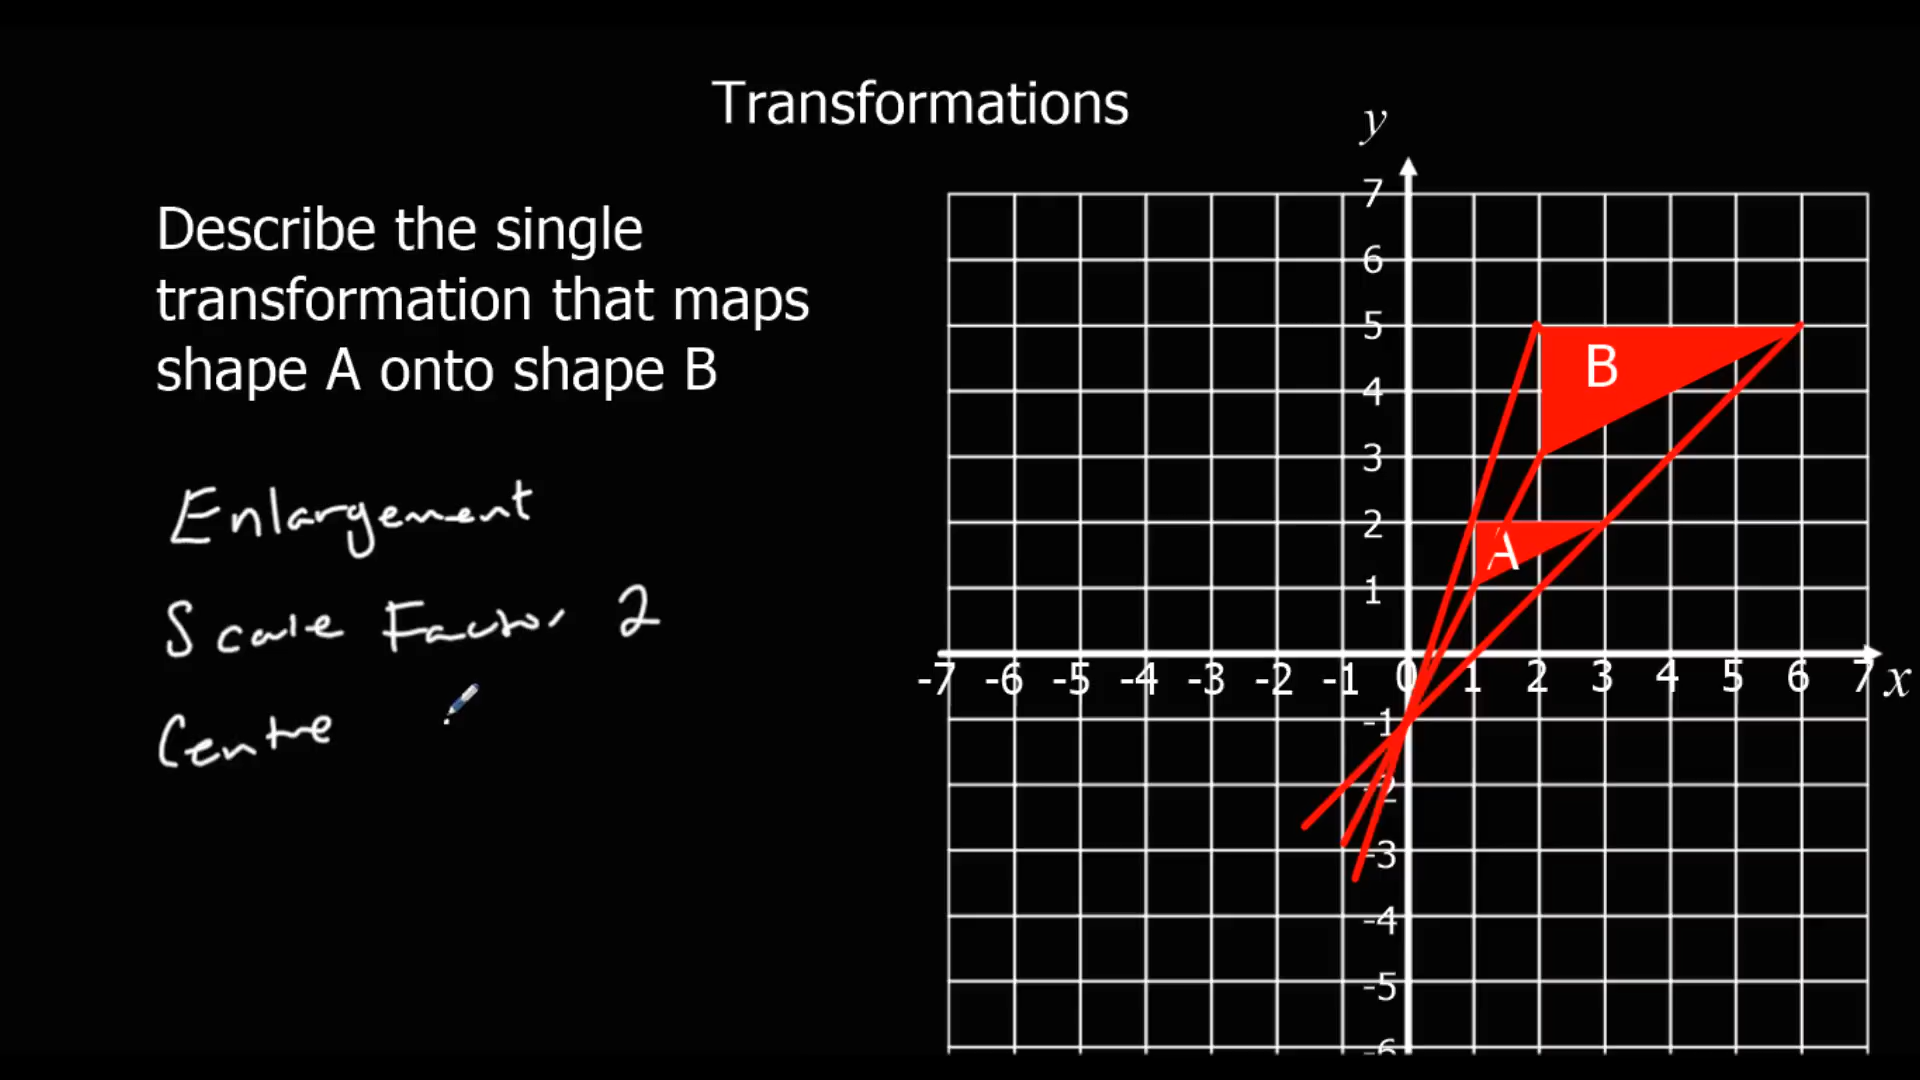 Transformations
Describe the single
transformation that maps
shape A onto shape B
Enlargement
Scale Factor 2
Centre
y
7
6
5
4
3
2
1
-7 -6 -5 -4 -3 -2 -1 0 1 2 3 4 5 6 7 x
-1
-2
-3
-4
-5
-6
B
A